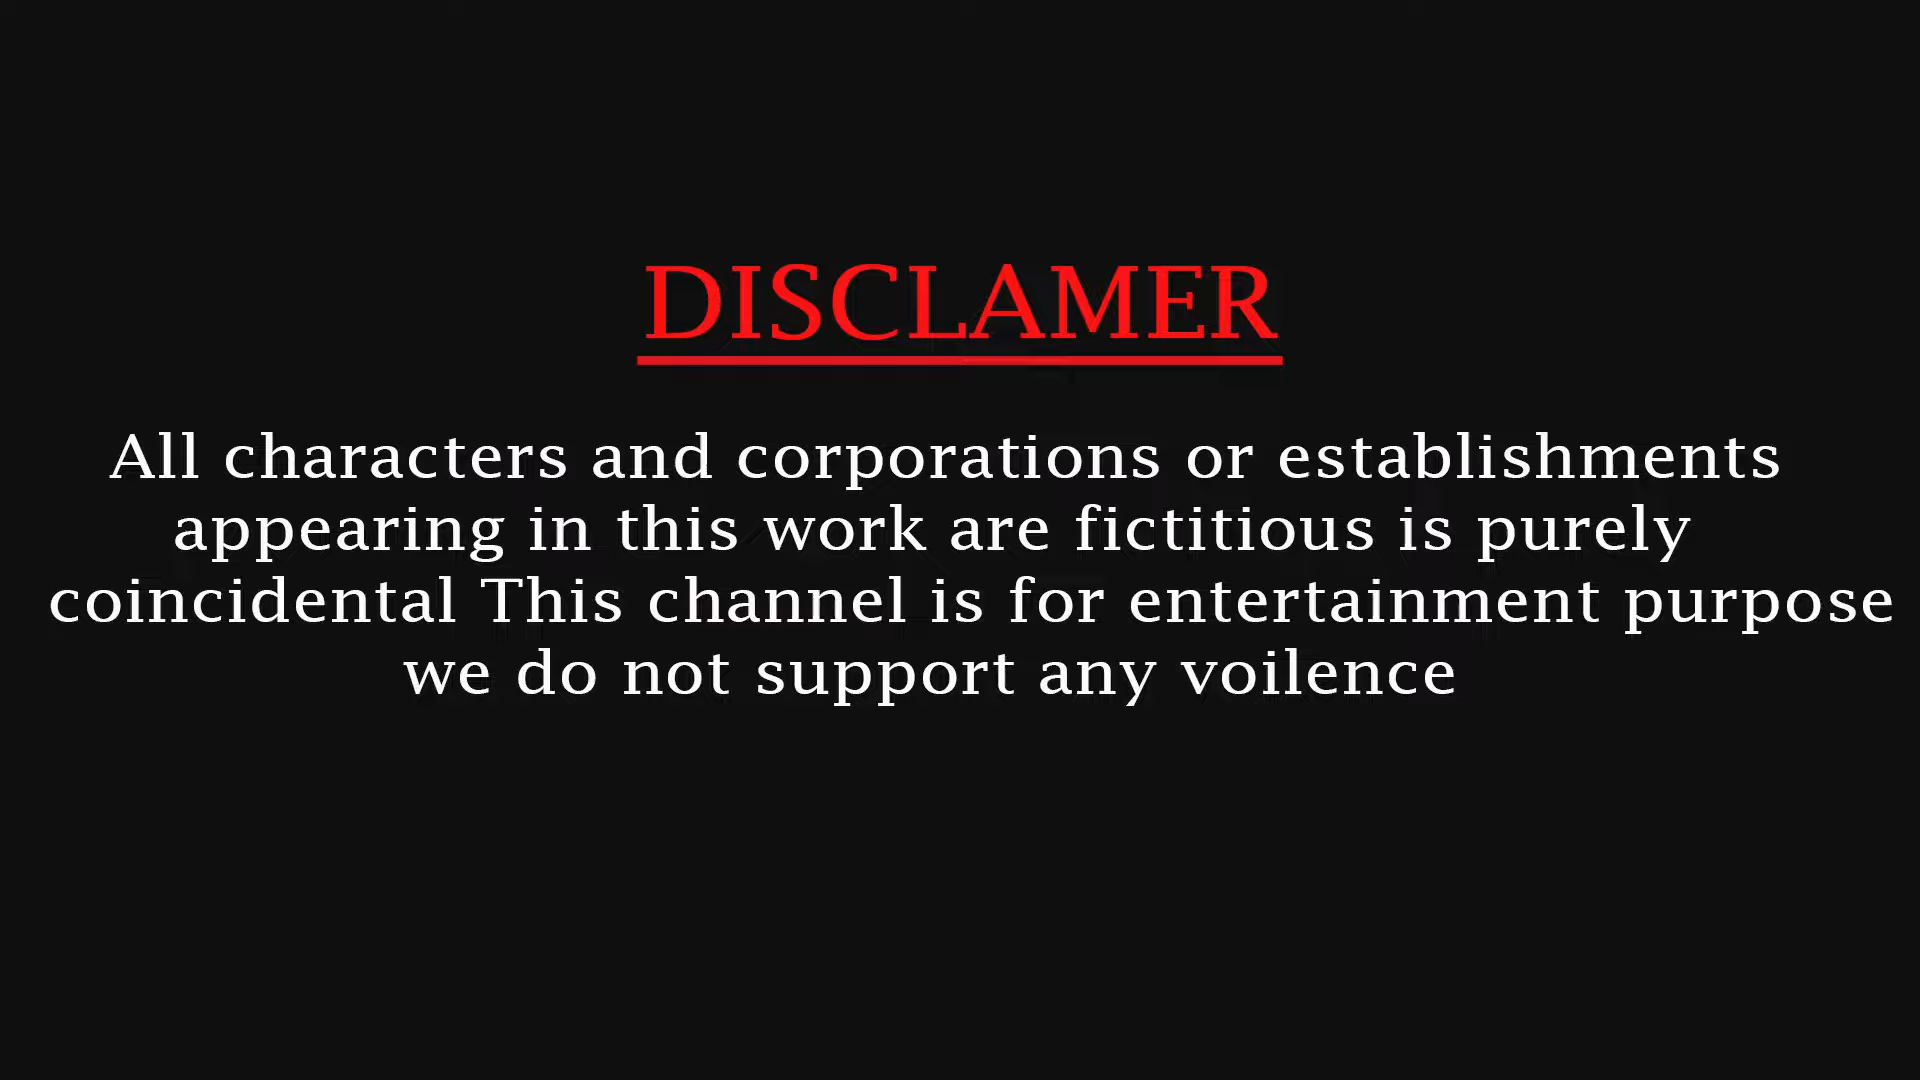 DISCLAMER
All characters and corporations or establishments
appearing in this work are fictitious is purely
coincidental This channel is for entertainment purpose
we do not support any voilence